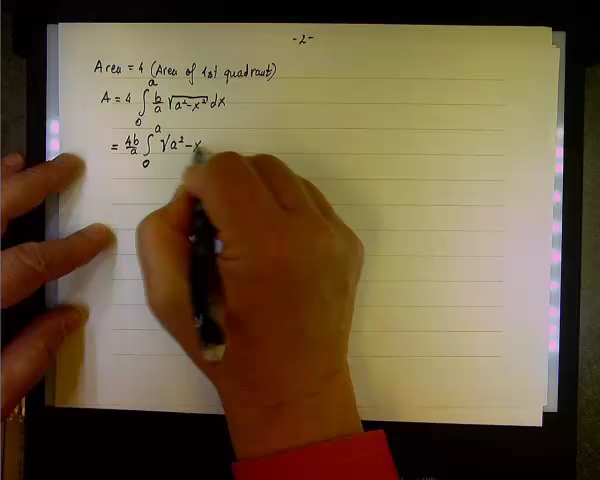 -2-
Area = 4 (Area of 1st quadrant)
A = 4 ∫₀ᵃ b/a √(a²-x²) dx
= 4b/a ∫₀ᵃ √a²-x